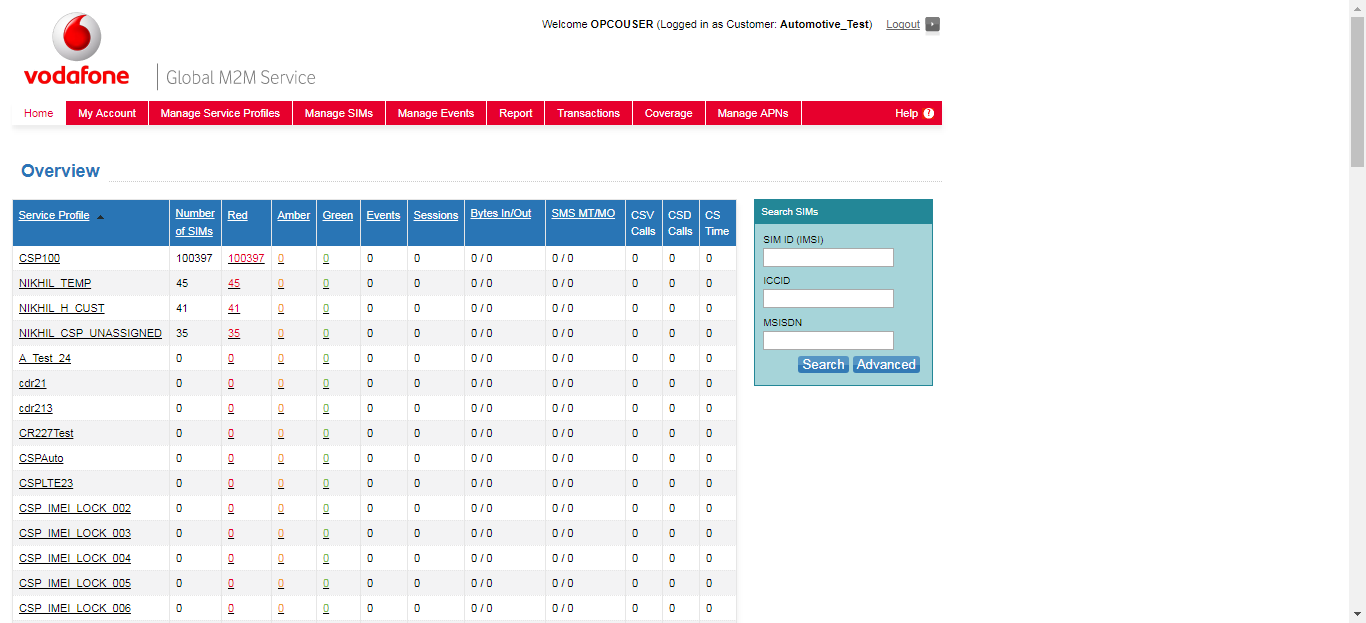 Welcome OPCOUSER (Logged in as Customer: Automotive_Test) Logout
vodafone
Global M2M Service
Home My Account Manage Service Profiles Manage SIMs Manage Events Report Transactions Coverage Manage APNs Help ?
Overview
Service Profile Number of SIMs Red Amber Green Events Sessions Bytes In/Out SMS MT/MO CSV Calls CSD Calls CS Time
CSP100 100397 100397 0 0 0 0 0 / 0 0 / 0 0 0 0
NIKHIL_TEMP 45 45 0 0 0 0 0 / 0 0 / 0 0 0 0
NIKHIL_H_CUST 41 41 0 0 0 0 0 / 0 0 / 0 0 0 0
NIKHIL_CSP_UNASSIGNED 35 35 0 0 0 0 0 / 0 0 / 0 0 0 0
A_Test_24 0 0 0 0 0 0 0 / 0 0 / 0 0 0 0
cdr21 0 0 0 0 0 0 0 / 0 0 / 0 0 0 0
cdr213 0 0 0 0 0 0 0 / 0 0 / 0 0 0 0
CR227Test 0 0 0 0 0 0 0 / 0 0 / 0 0 0 0
CSPAuto 0 0 0 0 0 0 0 / 0 0 / 0 0 0 0
CSPLTE23 0 0 0 0 0 0 0 / 0 0 / 0 0 0 0
CSP_IMEI_LOCK_002 0 0 0 0 0 0 0 / 0 0 / 0 0 0 0
CSP_IMEI_LOCK_003 0 0 0 0 0 0 0 / 0 0 / 0 0 0 0
CSP_IMEI_LOCK_004 0 0 0 0 0 0 0 / 0 0 / 0 0 0 0
CSP_IMEI_LOCK_005 0 0 0 0 0 0 0 / 0 0 / 0 0 0 0
CSP_IMEI_LOCK_006 0 0 0 0 0 0 0 / 0 0 / 0 0 0 0
Search SIMs
SIM ID (IMSI)
ICCID
MSISDN
Search Advanced